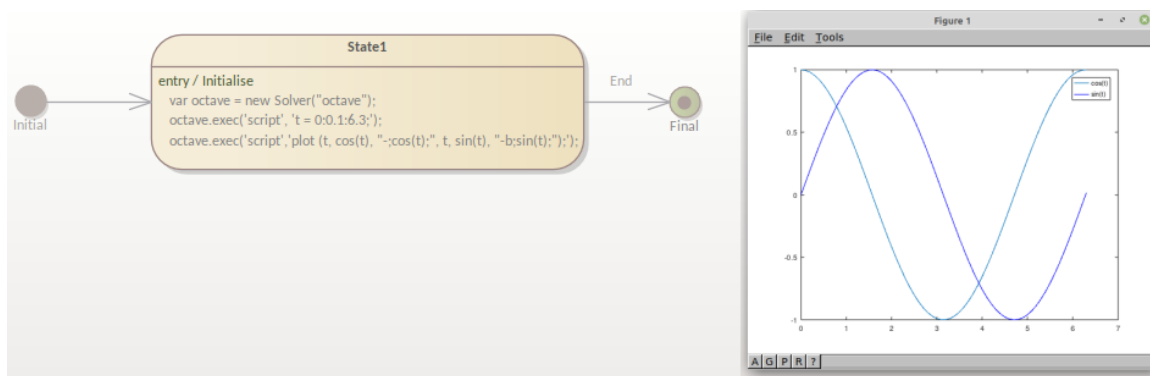 State1
entry / Initialise
var octave = new Solver("octave");
octave.exec('script', 't = 0:0.1:6.3;');
octave.exec('script','plot (t, cos(t), "-;cos(t);", t, sin(t), "-b;sin(t);");');
Initial
End
Final
Figure 1
File Edit Tools
1
0.5
0
-0.5
-1
0 1 2 3 4 5 6 7
cos(t)
sin(t)
A G P R ?